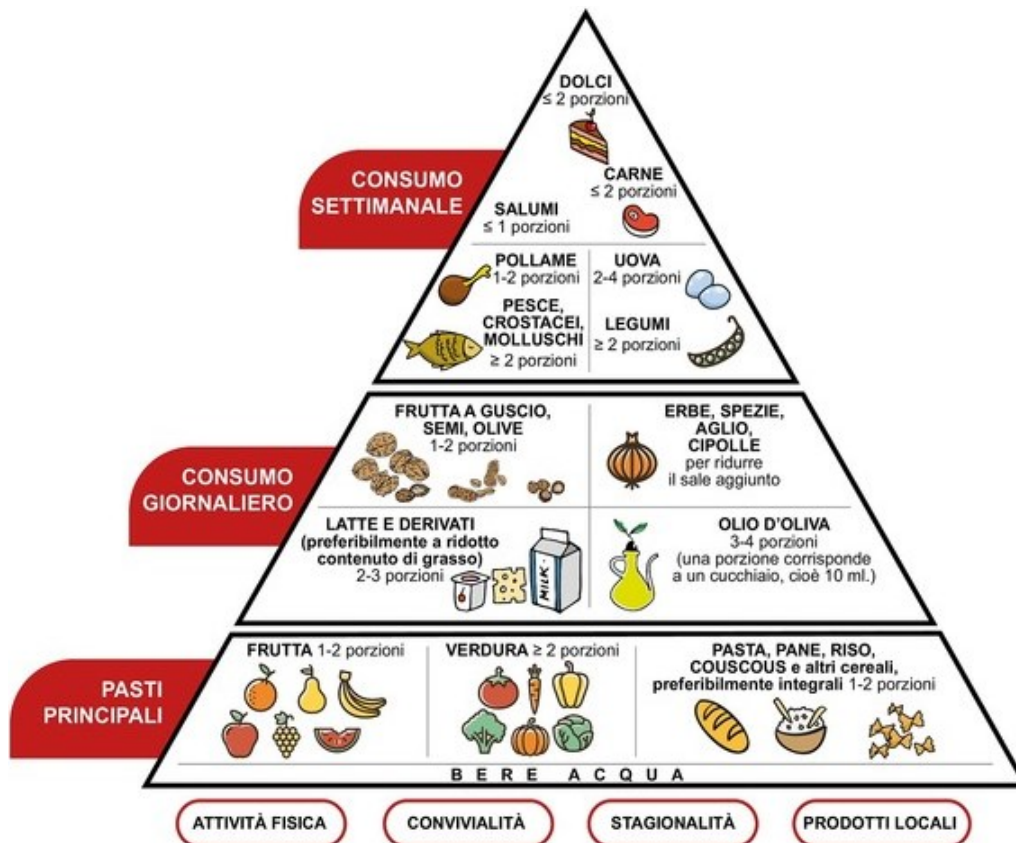 DOLCI
≤ 2 porzioni
CONSUMO
SETTIMANALE
CARNE
≤ 2 porzioni
SALUMI
≤ 1 porzioni
POLLAME
1-2 porzioni
UOVA
2-4 porzioni
PESCE,
CROSTACEI,
MOLLUSCHI
≥ 2 porzioni
LEGUMI
≥ 2 porzioni
CONSUMO
GIORNALIERO
FRUTTA A GUSCIO,
SEMI, OLIVE
1-2 porzioni
ERBE, SPEZIE,
AGLIO,
CIPOLLE
per ridurre
il sale aggiunto
LATTE E DERIVATI
(preferibilmente a ridotto
contenuto di grasso)
2-3 porzioni
MILK
OLIO D'OLIVA
3-4 porzioni
(una porzione corrisponde
a un cucchiaio, cioè 10 ml.)
PASTI
PRINCIPALI
FRUTTA 1-2 porzioni
VERDURA ≥ 2 porzioni
PASTA, PANE, RISO,
COUSCOUS e altri cereali,
preferibilmente integrali 1-2 porzioni
BERE ACQUA
ATTIVITÀ FISICA
CONVIVIALITÀ
STAGIONALITÀ
PRODOTTI LOCALI